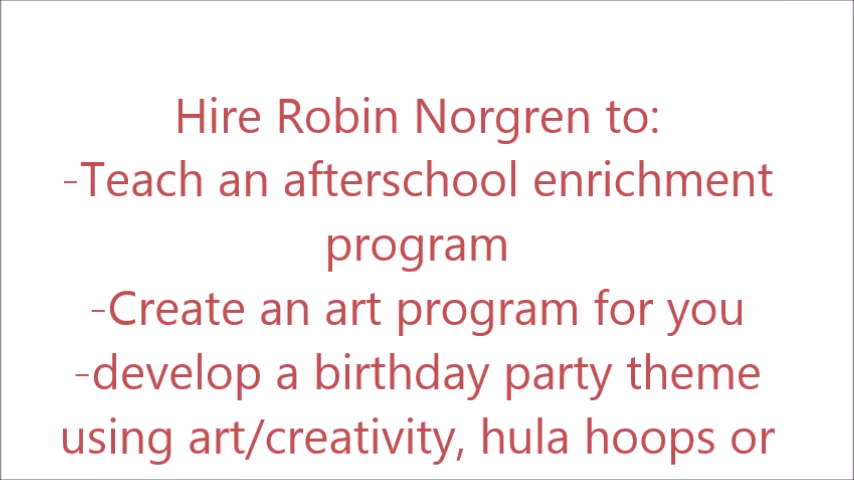 Hire Robin Norgren to:
-Teach an afterschool enrichment
program
-Create an art program for you
-develop a birthday party theme
using art/creativity, hula hoops or